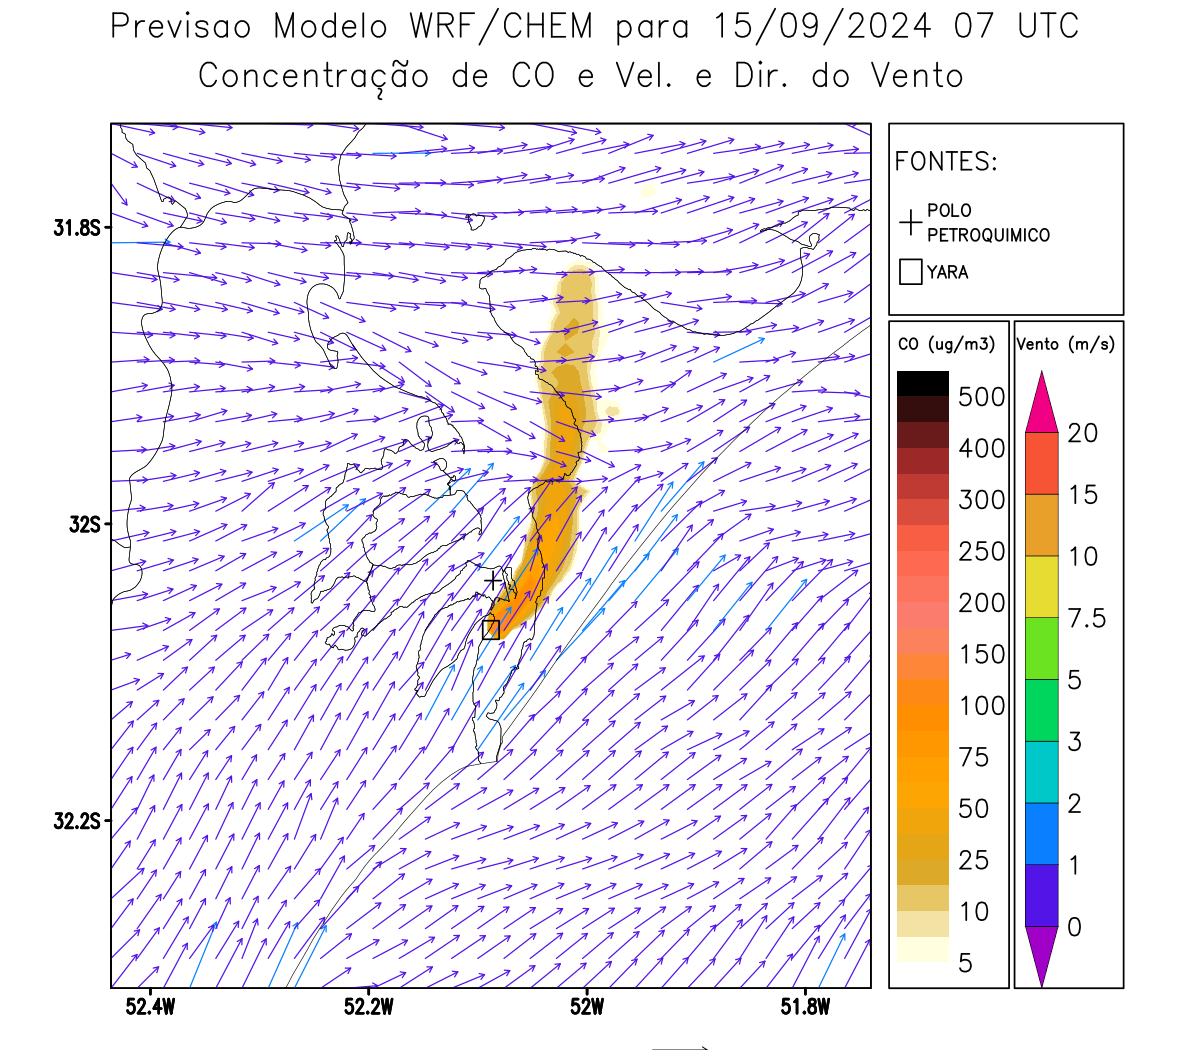 Previsao Modelo WRF/CHEM para 15/09/2024 07 UTC
Concentração de CO e Vel. e Dir. do Vento
FONTES:
POLO
PETROQUIMICO
YARA
CO (ug/m3)
500
400
300
250
200
150
100
75
50
25
10
5
Vento (m/s)
20
15
10
7.5
5
3
2
1
0
31.8S
32S
32.2S
52.4W
52.2W
52W
51.8W